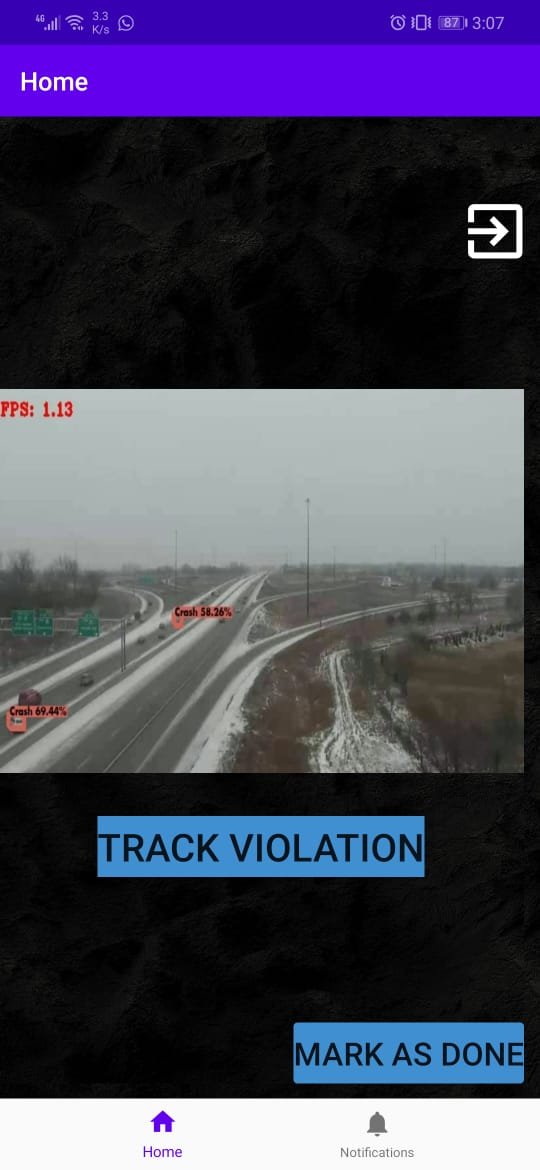 4G 3.3 K/s 87 3:07
Home
FPS: 1.13
Crash 58.26%
Crash 69.44%
TRACK VIOLATION
MARK AS DONE
Home Notifications